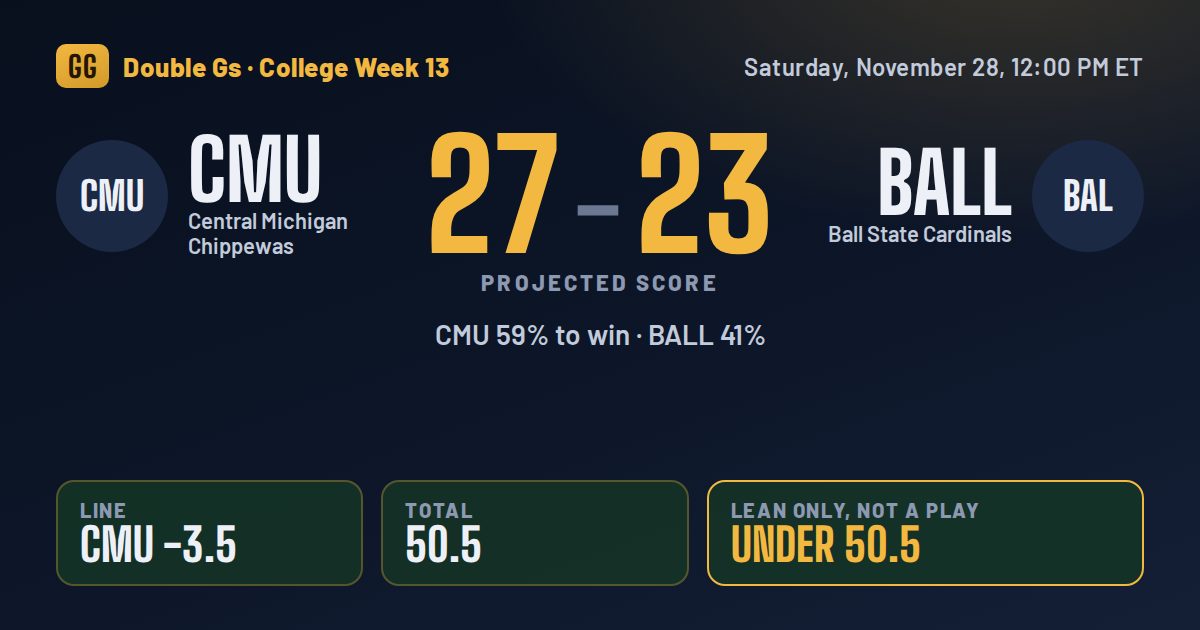 GG
Double Gs · College Week 13
Saturday, November 28, 12:00 PM ET
CMU
CMU
Central Michigan
Chippewas
27 – 23
PROJECTED SCORE
CMU 59% to win · BALL 41%
BALL
Ball State Cardinals
BAL
LINE
CMU −3.5
TOTAL
50.5
LEAN ONLY, NOT A PLAY
UNDER 50.5